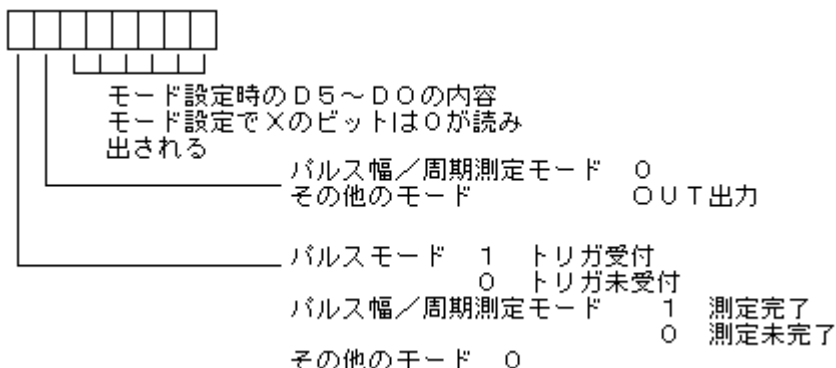 モード設定時のD5～D0の内容
モード設定でXのビットは0が読み
出される
パルス幅／周期測定モード 0
その他のモード OUT出力
パルスモード 1 トリガ受付
0 トリガ未受付
パルス幅／周期測定モード 1 測定完了
0 測定未完了
その他のモード 0